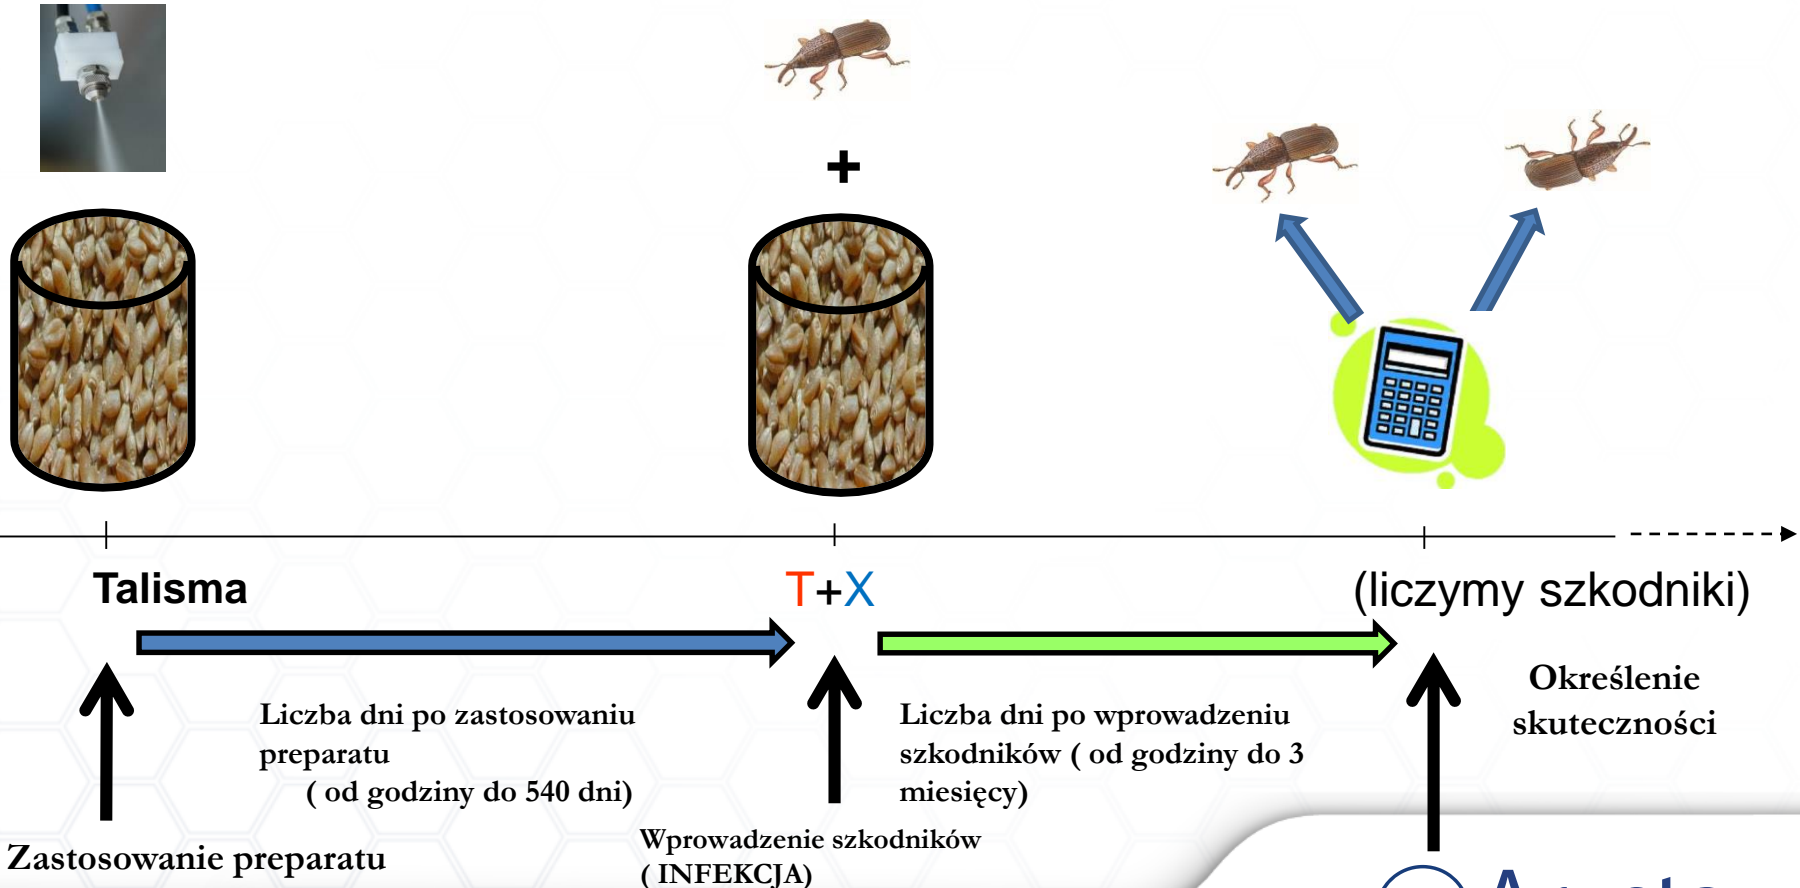 +
Talisma
T+X
(liczymy szkodniki)
Liczba dni po zastosowaniu
preparatu
( od godziny do 540 dni)
Liczba dni po wprowadzeniu
szkodników ( od godziny do 3
miesięcy)
Określenie
skuteczności
Zastosowanie preparatu
Wprowadzenie szkodników
( INFEKCJA)